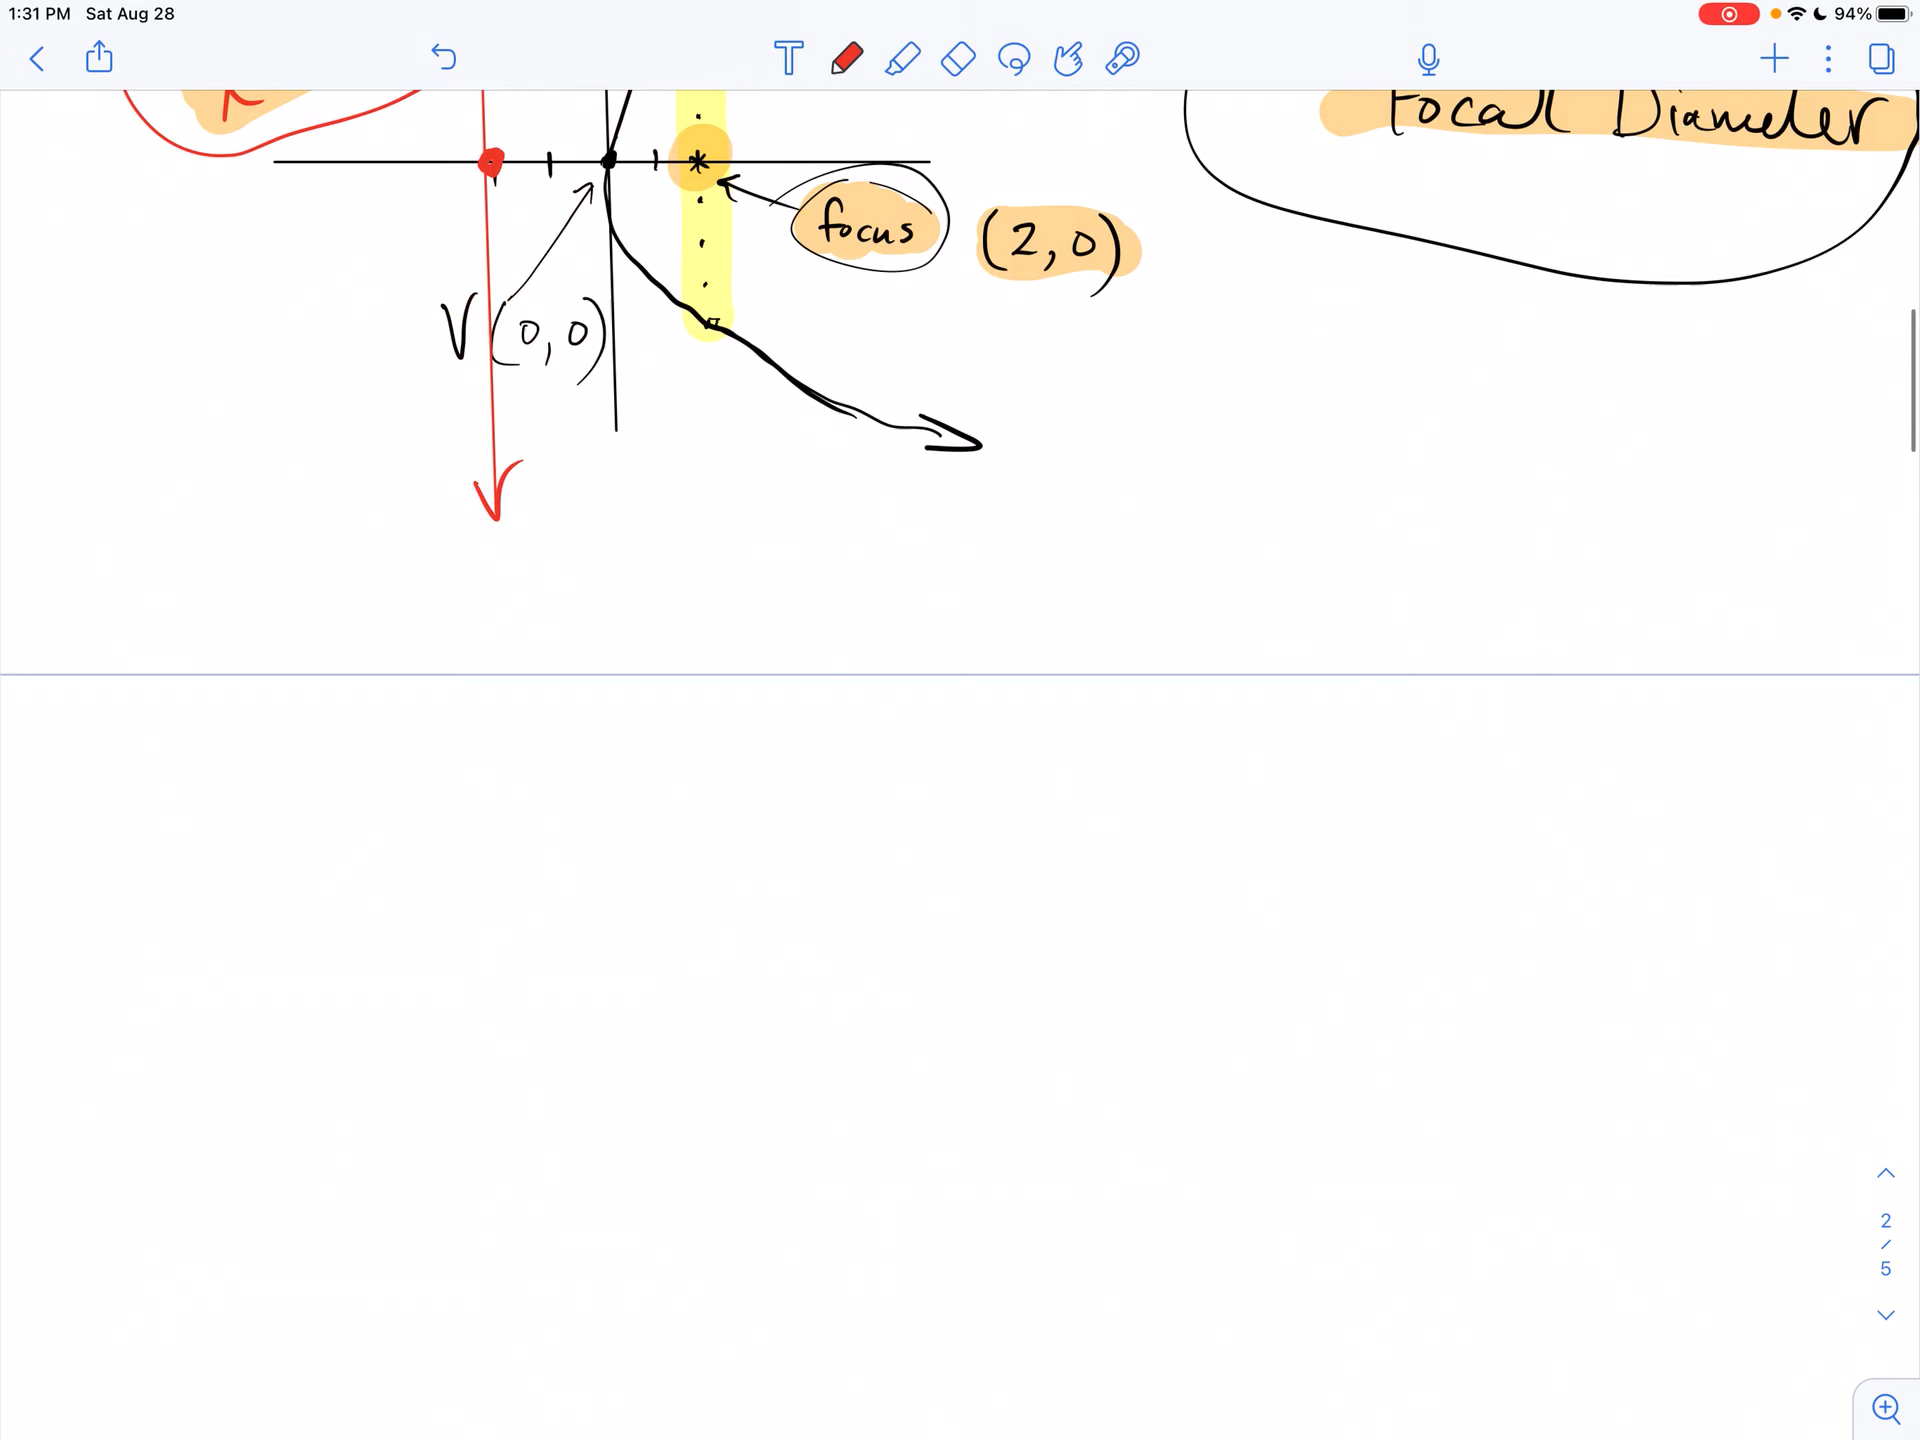 1:31 PM Sat Aug 28
94%
T
Focal Diameter
focus
(2,0)
V(0,0)
2
/
5